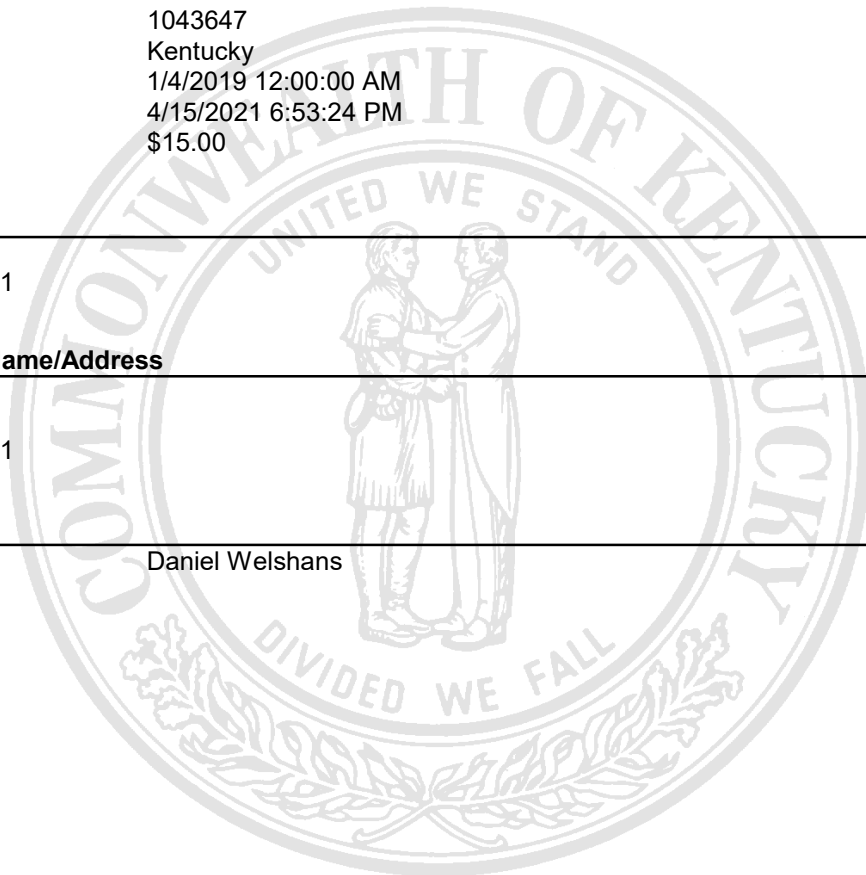 1043647
Kentucky
1/4/2019 12:00:00 AM
4/15/2021 6:53:24 PM
$15.00
COMMONWEALTH OF KENTUCKY
UNITED WE STAND
1
ame/Address
1
Daniel Welshans
DIVIDED WE FALL